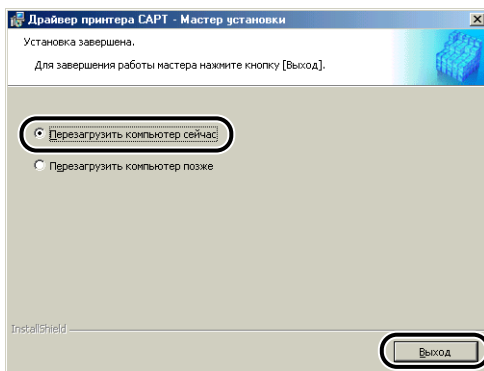 Драйвер принтера CAPT - Мастер установки
Установка завершена.
Для завершения работы мастера нажмите кнопку [Выход].
Перезагрузить компьютер сейчас
Перезагрузить компьютер позже
InstallShield
Выход